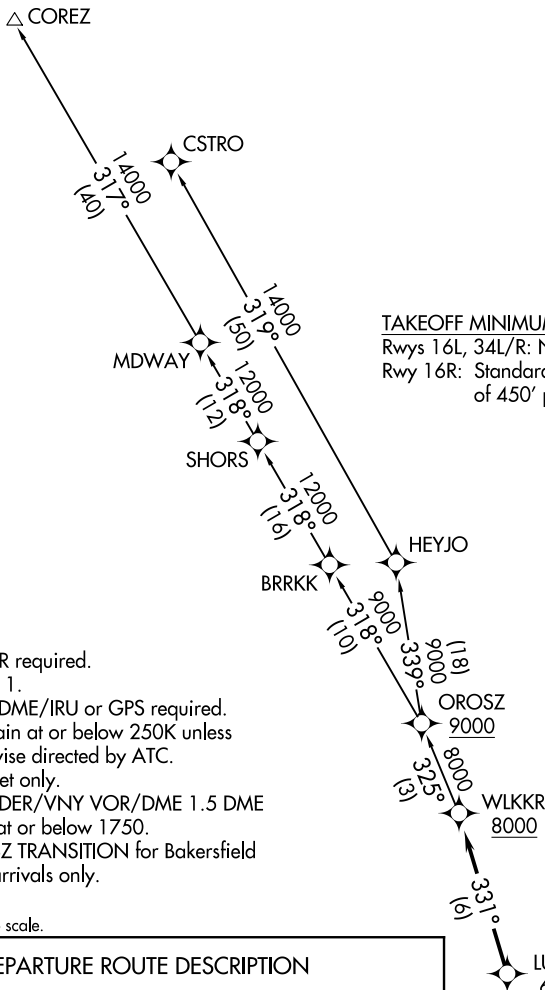 COREZ
CSTRO
14000
317°
(40)
14000
319°
(50)
TAKEOFF MINIMUM
Rwys 16L, 34L/R: N
Rwy 16R: Standard
of 450' p
MDWAY
12000
318°
(12)
SHORS
12000
318°
(16)
HEYJO
BRRKK
9000
318°
(10)
(18)
9000
339°
R required.
1.
DME/IRU or GPS required.
ain at or below 250K unless
wise directed by ATC.
et only.
DER/VNY VOR/DME 1.5 DME
at or below 1750.
Z TRANSITION for Bakersfield
arrivals only.
OROSZ
9000
8000
325°
(3)
WLKKR
8000
331°
(6)
scale.
EPARTURE ROUTE DESCRIPTION
LU